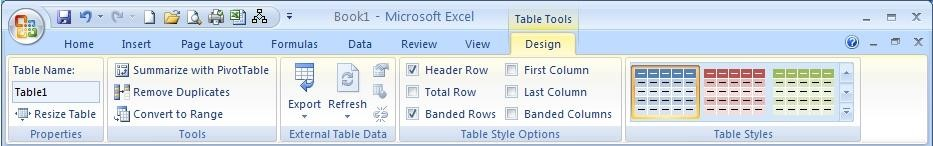 Book1 - Microsoft Excel
Table Tools
Home Insert Page Layout Formulas Data Review View Design
Table Name:
Table1
Resize Table
Properties
Summarize with PivotTable
Remove Duplicates
Convert to Range
Tools
Export Refresh
External Table Data
Header Row First Column
Total Row Last Column
Banded Rows Banded Columns
Table Style Options
Table Styles